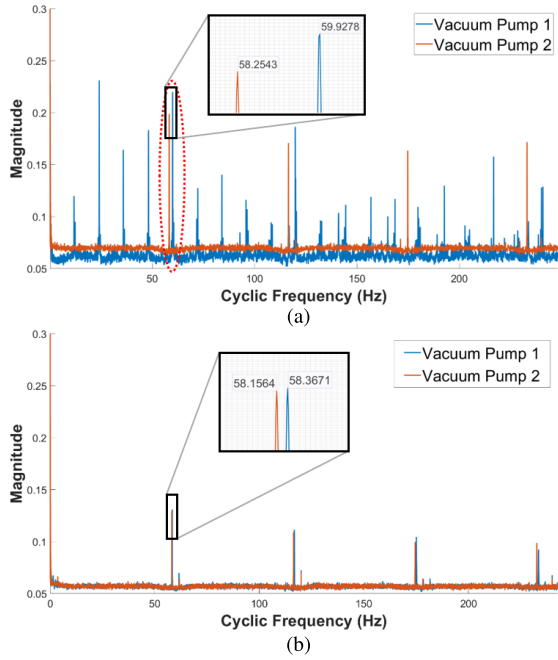 0.3
Vacuum Pump 1
Vacuum Pump 2
59.9278
58.2543
0.25
0.2
0.15
0.1
0.05
Magnitude
50
100
150
200
Cyclic Frequency (Hz)
(a)
0.3
Vacuum Pump 1
Vacuum Pump 2
58.1564
58.3671
0.25
0.2
0.15
0.1
0.05
Magnitude
0
50
100
150
200
Cyclic Frequency (Hz)
(b)